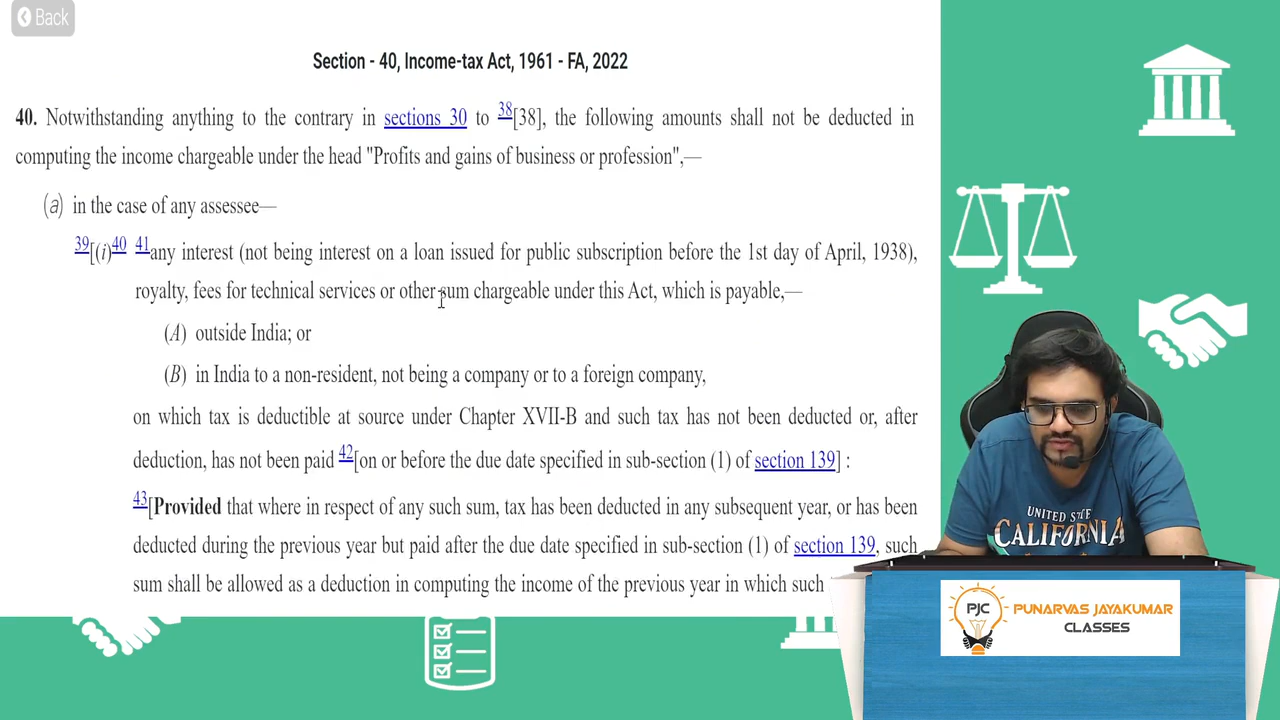 Back
Section - 40, Income-tax Act, 1961 - FA, 2022
40. Notwithstanding anything to the contrary in sections 30 to 38[38], the following amounts shall not be deducted in
computing the income chargeable under the head "Profits and gains of business or profession",—
(a) in the case of any assessee—
39[(i)40 41any interest (not being interest on a loan issued for public subscription before the 1st day of April, 1938),
royalty, fees for technical services or other sum chargeable under this Act, which is payable,—
(A) outside India; or
(B) in India to a non-resident, not being a company or to a foreign company,
on which tax is deductible at source under Chapter XVII-B and such tax has not been deducted or, after
deduction, has not been paid 42[on or before the due date specified in sub-section (1) of section 139] :
43[Provided that where in respect of any such sum, tax has been deducted in any subsequent year, or has been
deducted during the previous year but paid after the due date specified in sub-section (1) of section 139, such
sum shall be allowed as a deduction in computing the income of the previous year in which such
UNITED STATES
CALIFORNIA
PJC
PUNARVAS JAYAKUMAR
CLASSES